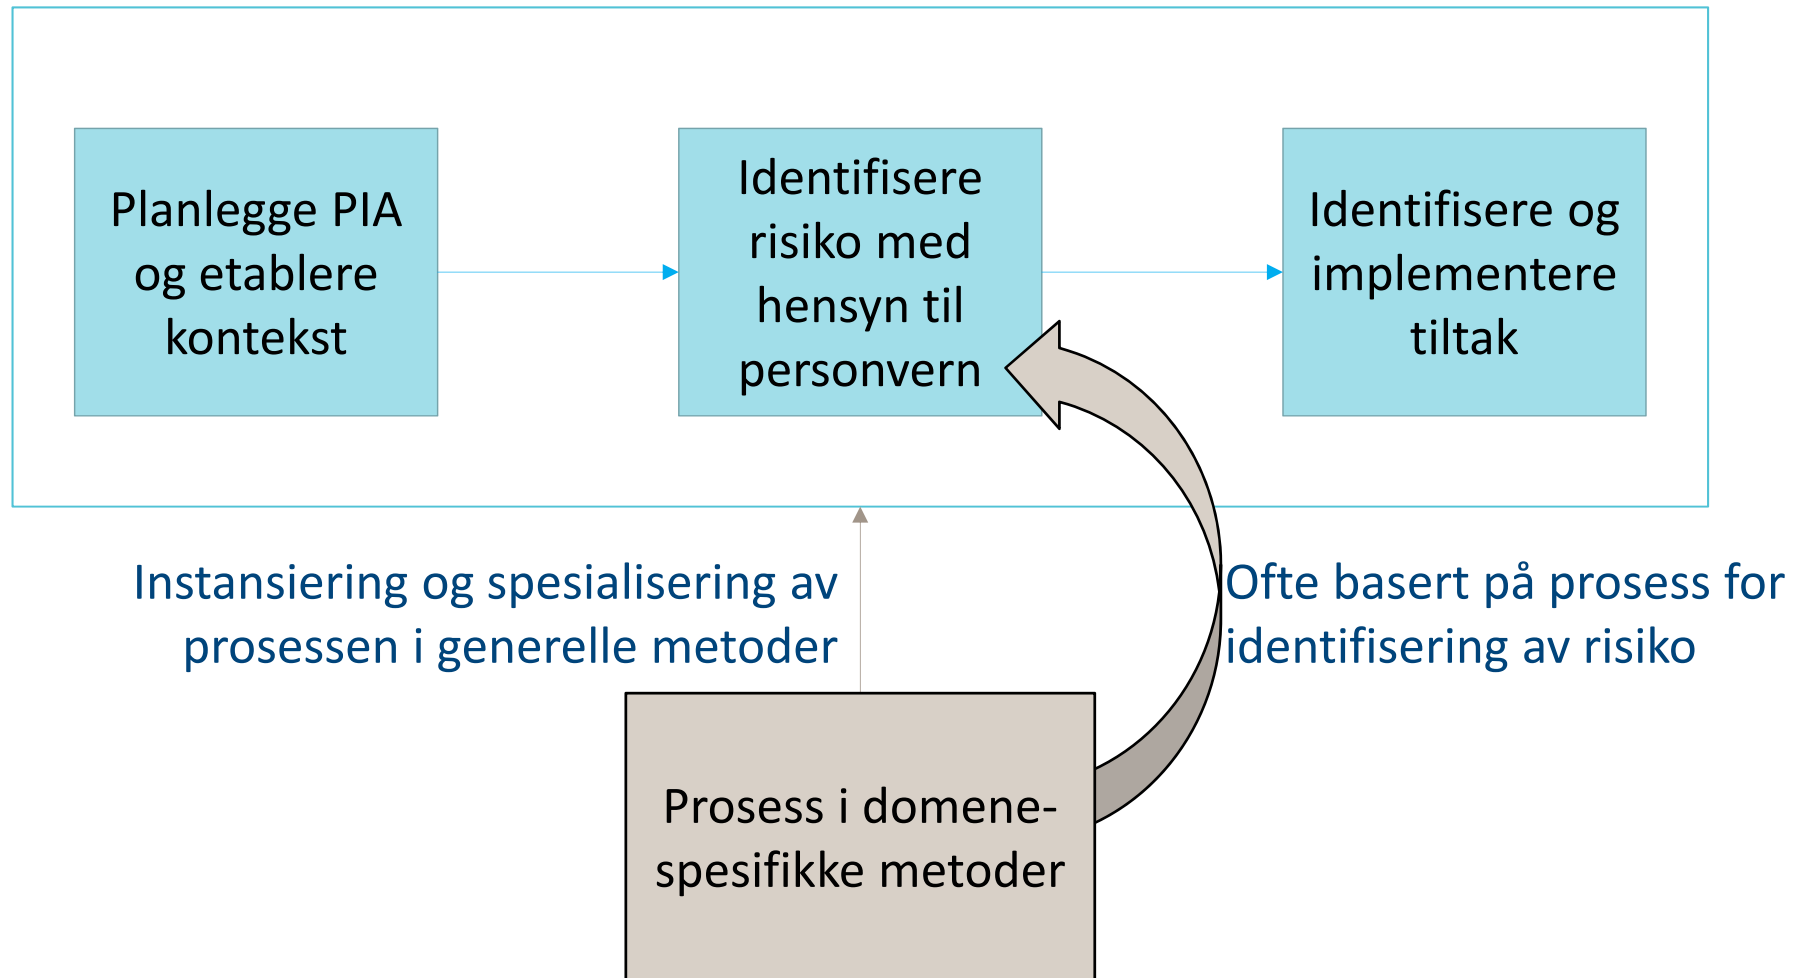 Planlegge PIA
og etablere
kontekst
Identifisere
risiko med
hensyn til
personvern
Identifisere og
implementere
tiltak
Instansiering og spesialisering av
prosessen i generelle metoder
Ofte basert på prosess for
identifisering av risiko
Prosess i domene-
spesifikke metoder